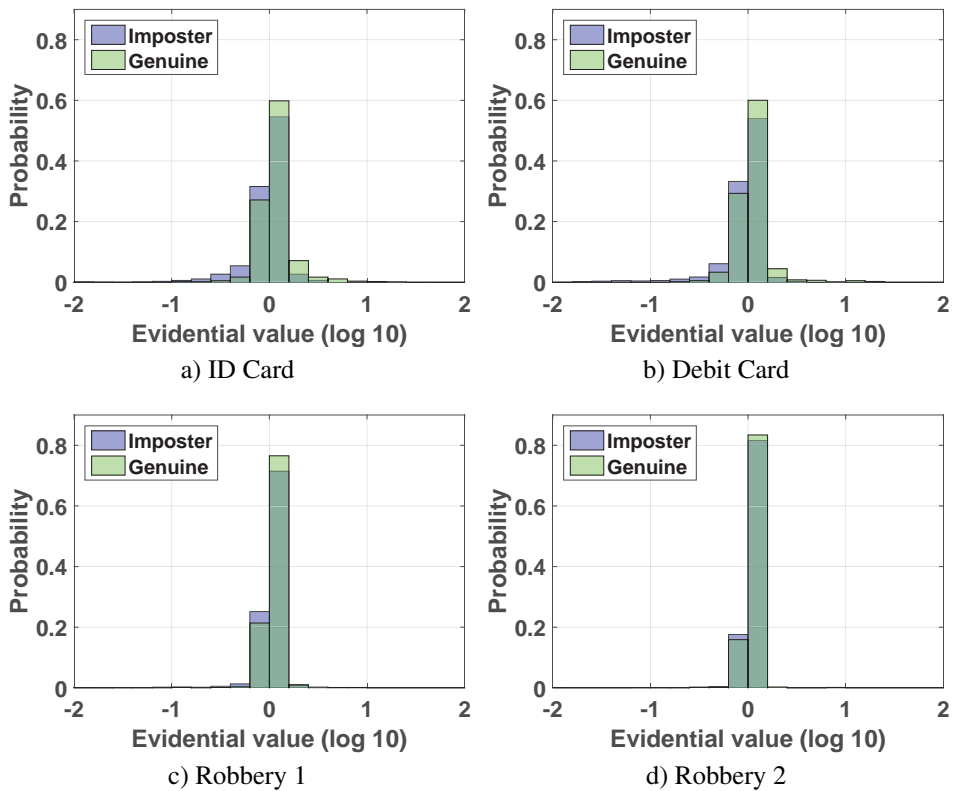 Imposter
Genuine
Probability
0.8
0.6
0.4
0.2
0
-2 -1 0 1 2
Evidential value (log 10)
a) ID Card
Imposter
Genuine
Probability
0.8
0.6
0.4
0.2
0
-2 -1 0 1 2
Evidential value (log 10)
b) Debit Card
Imposter
Genuine
Probability
0.8
0.6
0.4
0.2
0
-2 -1 0 1 2
Evidential value (log 10)
c) Robbery 1
Imposter
Genuine
Probability
0.8
0.6
0.4
0.2
0
-2 -1 0 1 2
Evidential value (log 10)
d) Robbery 2